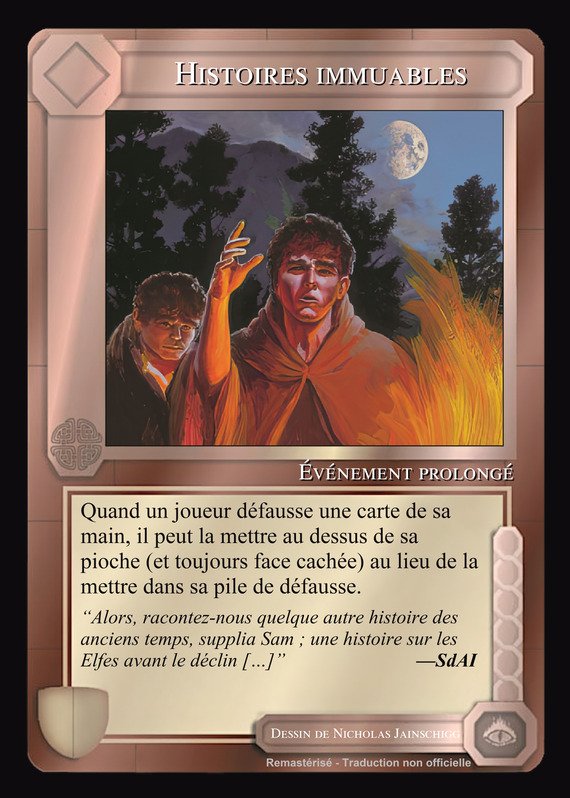 Histoires immuables
Événement prolongé
Quand un joueur défausse une carte de sa
main, il peut la mettre au dessus de sa
pioche (et toujours face cachée) au lieu de la
mettre dans sa pile de défausse.
“Alors, racontez-nous quelque autre histoire des
anciens temps, supplia Sam ; une histoire sur les
Elfes avant le déclin [...]” —SdAI
Dessin de Nicholas Jainschigg
Remastérisé - Traduction non officielle